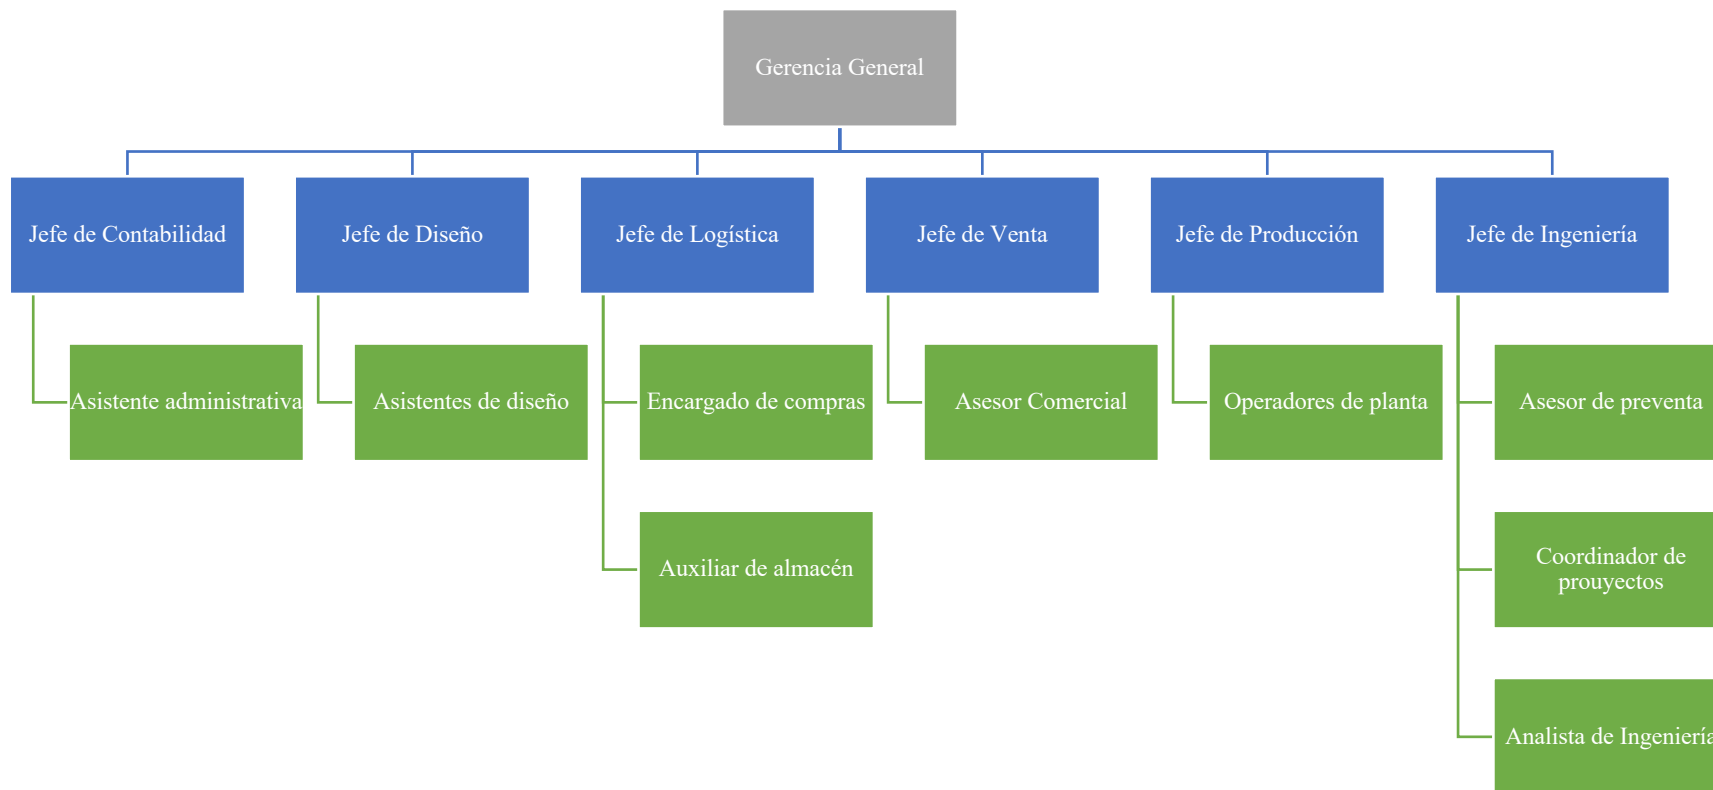 Gerencia General
Jefe de Contabilidad
Jefe de Diseño
Jefe de Logística
Jefe de Venta
Jefe de Producción
Jefe de Ingeniería
Asistente administrativa
Asistentes de diseño
Encargado de compras
Asesor Comercial
Operadores de planta
Asesor de preventa
Auxiliar de almacén
Coordinador de
prouyectos
Analista de Ingeniería